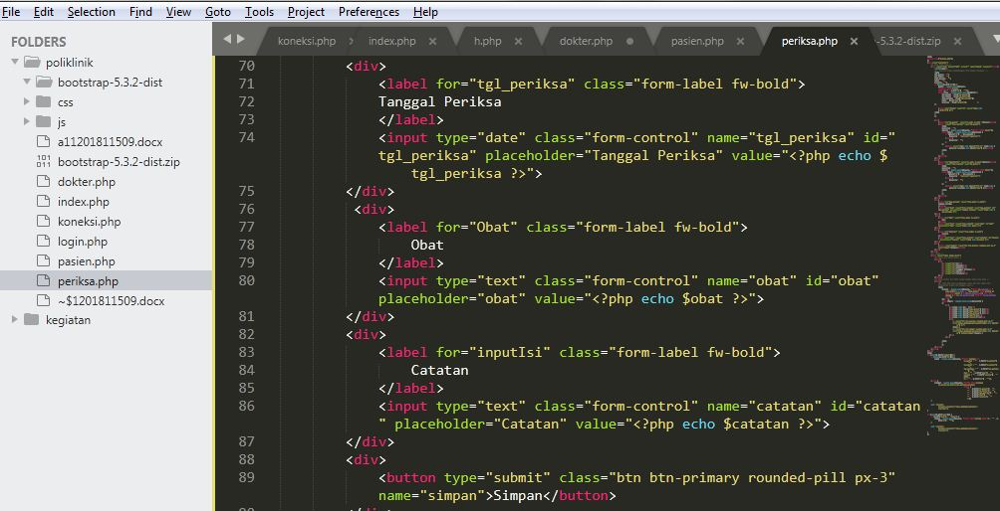 File Edit Selection Find View Goto Tools Project Preferences Help
FOLDERS
poliklinik
bootstrap-5.3.2-dist
css
js
a11201811509.docx
bootstrap-5.3.2-dist.zip
dokter.php
index.php
koneksi.php
login.php
pasien.php
periksa.php
~$1201811509.docx
kegiatan
koneksi.php index.php h.php dokter.php pasien.php periksa.php -5.3.2-dist.zip
70 <div>
71 <label for="tgl_periksa" class="form-label fw-bold">
72 Tanggal Periksa
73 </label>
74 <input type="date" class="form-control" name="tgl_periksa" id="
tgl_periksa" placeholder="Tanggal Periksa" value="<?php echo $
tgl_periksa ?>">
75 </div>
76 <div>
77 <label for="Obat" class="form-label fw-bold">
78 Obat
79 </label>
80 <input type="text" class="form-control" name="obat" id="obat"
placeholder="obat" value="<?php echo $obat ?>">
81 </div>
82 <div>
83 <label for="inputIsi" class="form-label fw-bold">
84 Catatan
85 </label>
86 <input type="text" class="form-control" name="catatan" id="catatan
" placeholder="Catatan" value="<?php echo $catatan ?>">
87 </div>
88 <div>
89 <button type="submit" class="btn btn-primary rounded-pill px-3"
name="simpan">Simpan</button>